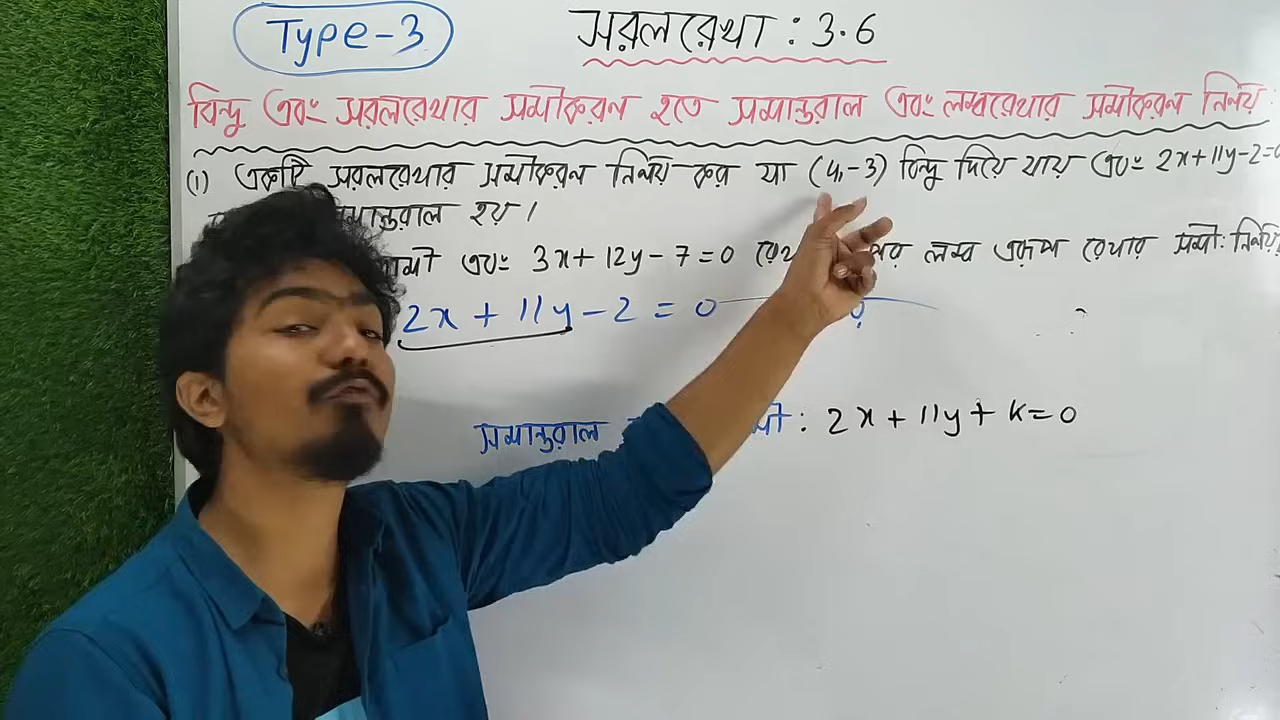 Type-3
সরলরেখা : 3.6
বিন্দু এবং সরলরেখার সমীকরণ হতে সমান্তরাল এবং লম্বরেখার সমীকরণ নির্ণয়
(i) একটি সরলরেখার সমীকরণ নির্ণয় কর যা (4,-3) বিন্দু দিয়ে যায় এবং 2x+11y-2=0
সমান্তরাল হয়।
এবং 3x+12y-7=0 লম্ব এরূপ রেখার সমী: নির্ণয়
2x + 11y - 2 = 0
সমান্তরাল : 2x + 11y + k = 0